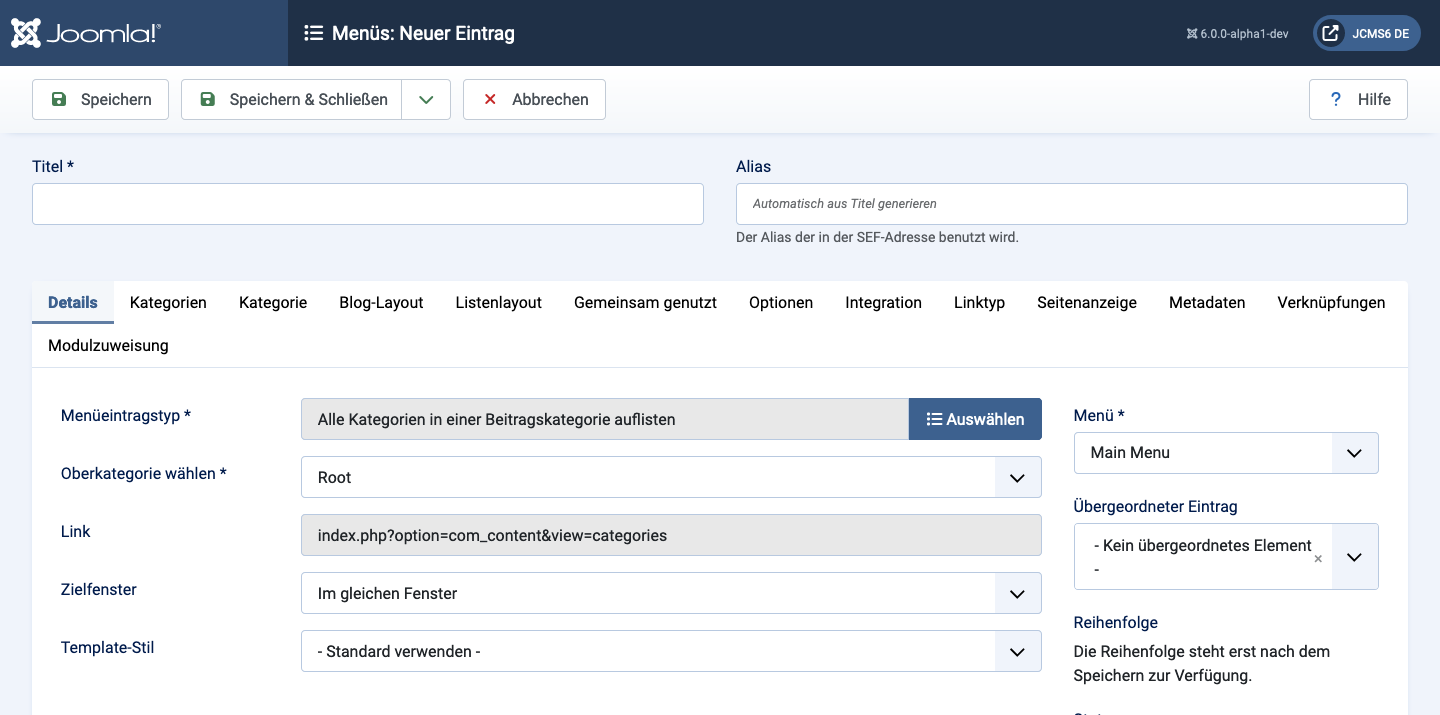 Joomla!®
Menüs: Neuer Eintrag
6.0.0-alpha1-dev
JCMS6 DE
Speichern
Speichern & Schließen
Abbrechen
? Hilfe
Titel *
Alias
Automatisch aus Titel generieren
Der Alias der in der SEF-Adresse benutzt wird.
Details Kategorien Kategorie Blog-Layout Listenlayout Gemeinsam genutzt Optionen Integration Linktyp Seitenanzeige Metadaten Verknüpfungen
Modulzuweisung
Menüeintragstyp *
Alle Kategorien in einer Beitragskategorie auflisten
Auswählen
Oberkategorie wählen *
Root
Link
index.php?option=com_content&view=categories
Zielfenster
Im gleichen Fenster
Template-Stil
- Standard verwenden -
Menü *
Main Menu
Übergeordneter Eintrag
- Kein übergeordnetes Element
-
×
Reihenfolge
Die Reihenfolge steht erst nach dem
Speichern zur Verfügung.